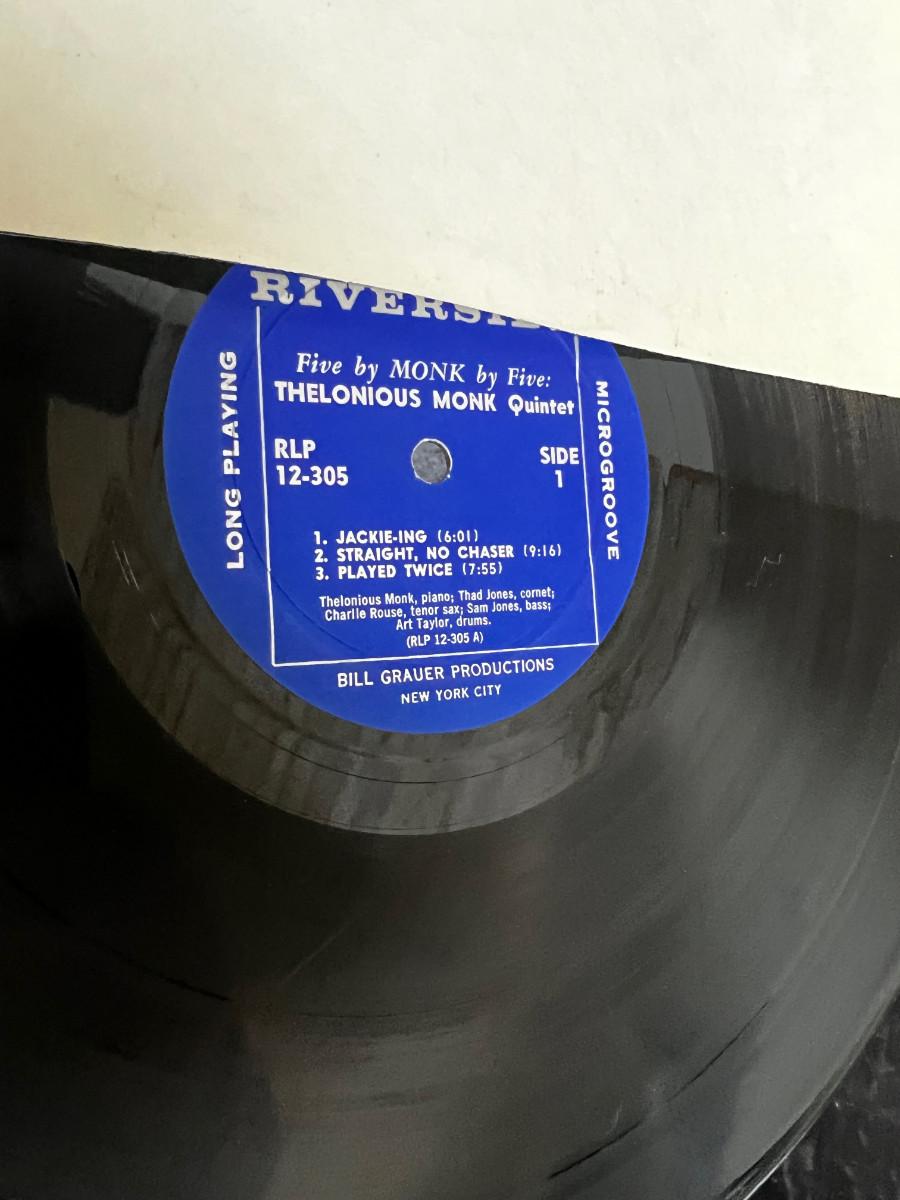 RIVERSIDE
Five by MONK by Five:
THELONIOUS MONK Quintet
LONG PLAYING
MICROGROOVE
RLP
12-305
SIDE
1
1. JACKIE-ING (6:01)
2. STRAIGHT, NO CHASER (9:16)
3. PLAYED TWICE (7:55)
Thelonious Monk, piano; Thad Jones, cornet;
Charlie Rouse, tenor sax; Sam Jones, bass;
Art Taylor, drums.
(RLP 12-305 A)
BILL GRAUER PRODUCTIONS
NEW YORK CITY